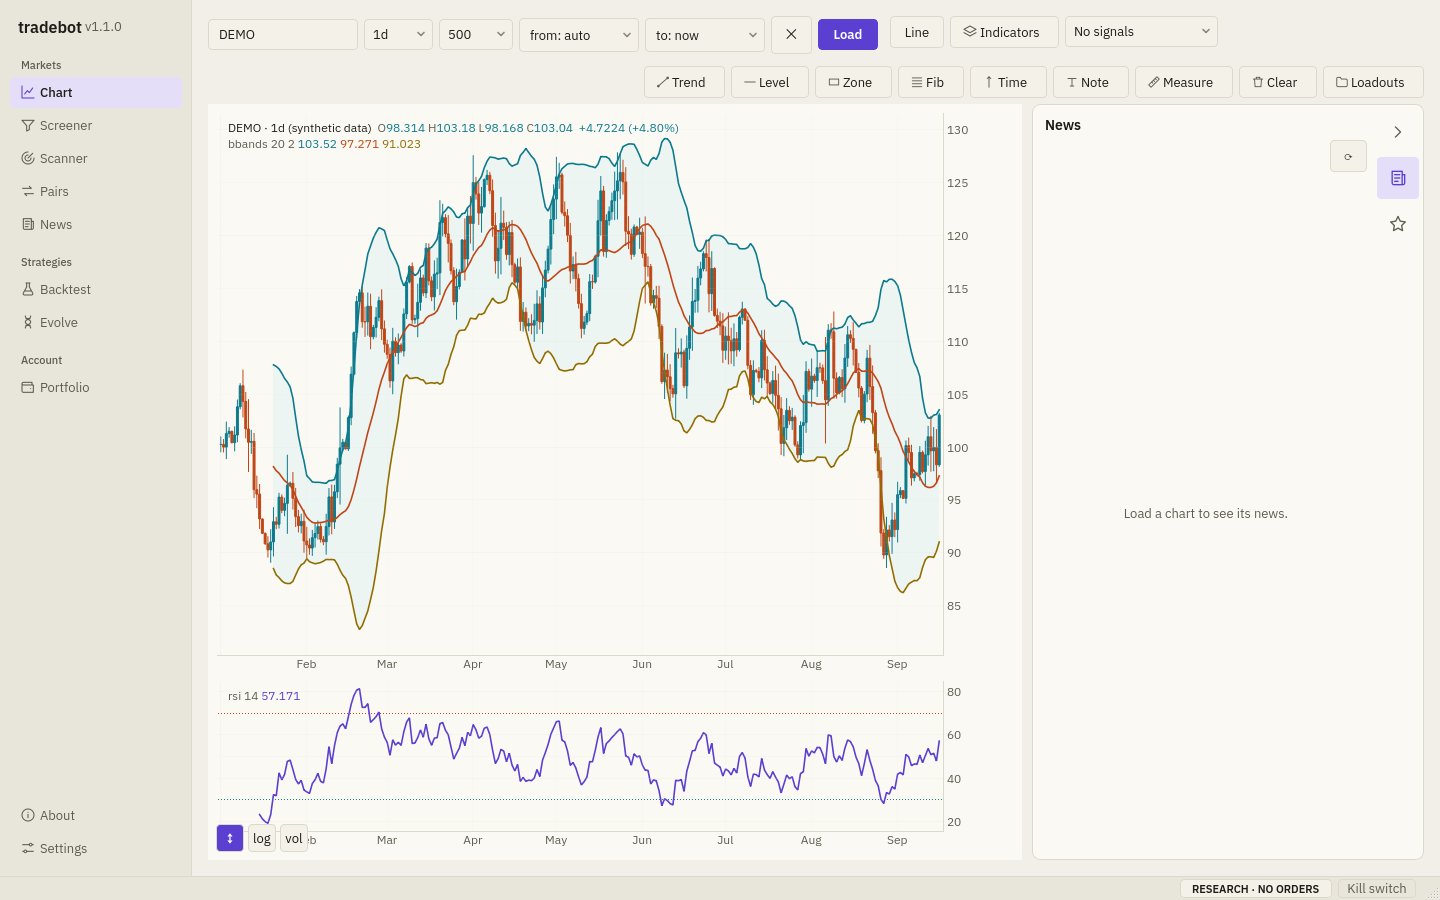 tradebot v1.1.0
Markets
Chart
Screener
Scanner
Pairs
News
Strategies
Backtest
Evolve
Account
Portfolio
About
Settings
DEMO 1d 500 from: auto to: now Load Line Indicators No signals
Trend Level Zone Fib Time Note Measure Clear Loadouts
DEMO · 1d (synthetic data) O98.314 H103.18 L98.168 C103.04 +4.7224 (+4.80%)
bbands 20 2 103.52 97.271 91.023
130
125
120
115
110
105
100
95
90
85
Feb Mar Apr May Jun Jul Aug Sep
rsi 14 57.171
80
60
40
20
log vol eb Mar Apr May Jun Jul Aug Sep
News
Load a chart to see its news.
RESEARCH · NO ORDERS Kill switch